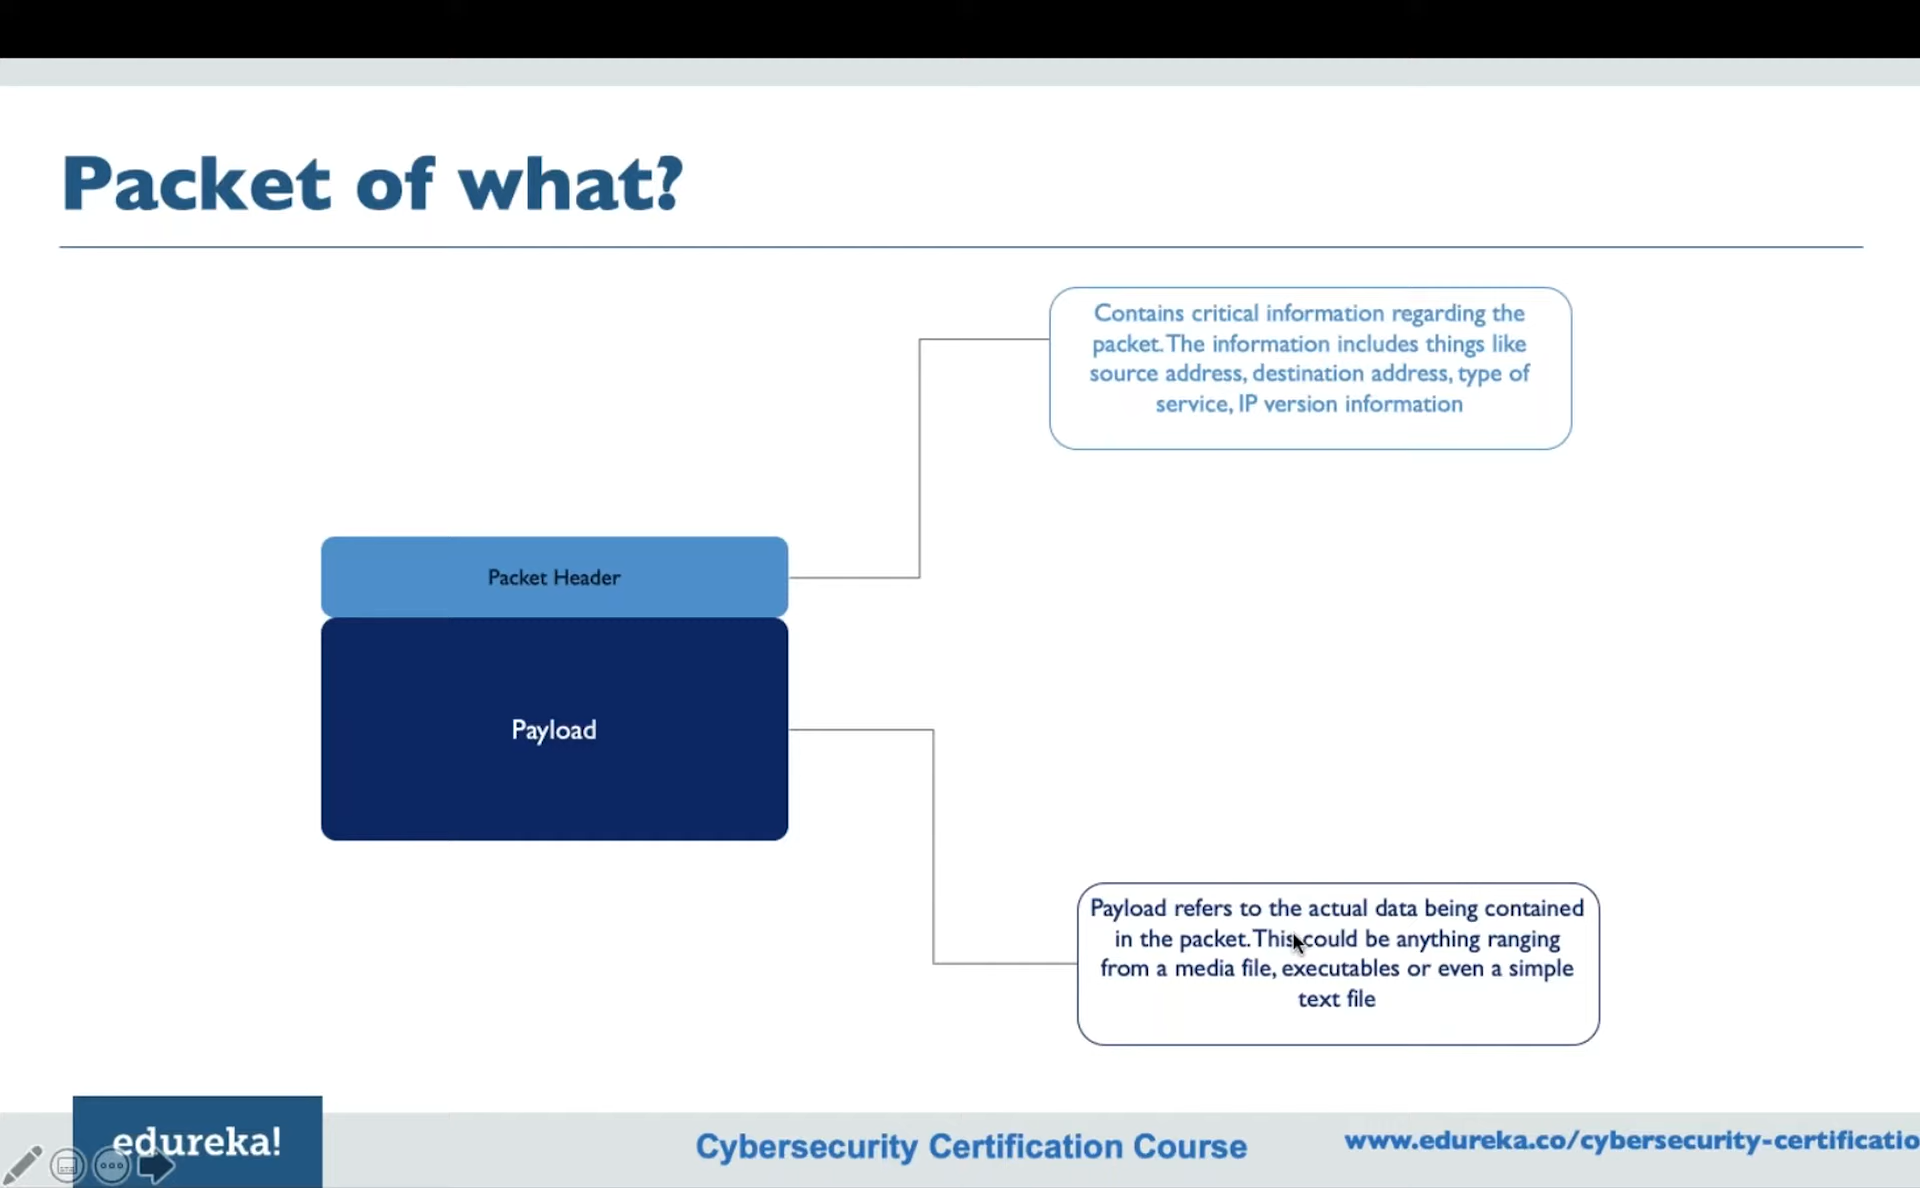 Packet of what?
Contains critical information regarding the
packet. The information includes things like
source address, destination address, type of
service, IP version information
Packet Header
Payload
Payload refers to the actual data being contained
in the packet. This could be anything ranging
from a media file, executables or even a simple
text file
edureka!
Cybersecurity Certification Course
www.edureka.co/cybersecurity-certificatio